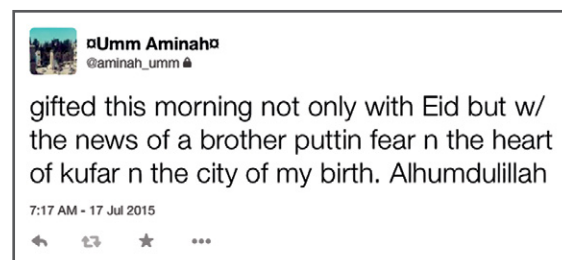 ¤Umm Aminah¤
@aminah_umm
gifted this morning not only with Eid but w/
the news of a brother puttin fear n the heart
of kufar n the city of my birth. Alhumdulillah
7:17 AM - 17 Jul 2015